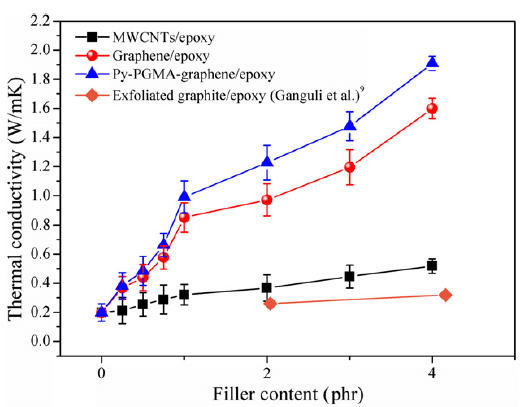 MWCNTs/epoxy
Graphene/epoxy
Py-PGMA-graphene/epoxy
Exfoliated graphite/epoxy (Ganguli et al.)⁹
Thermal conductivity (W/mK)
2.2
2.0
1.8
1.6
1.4
1.2
1.0
0.8
0.6
0.4
0.2
0.0
0 2 4
Filler content (phr)